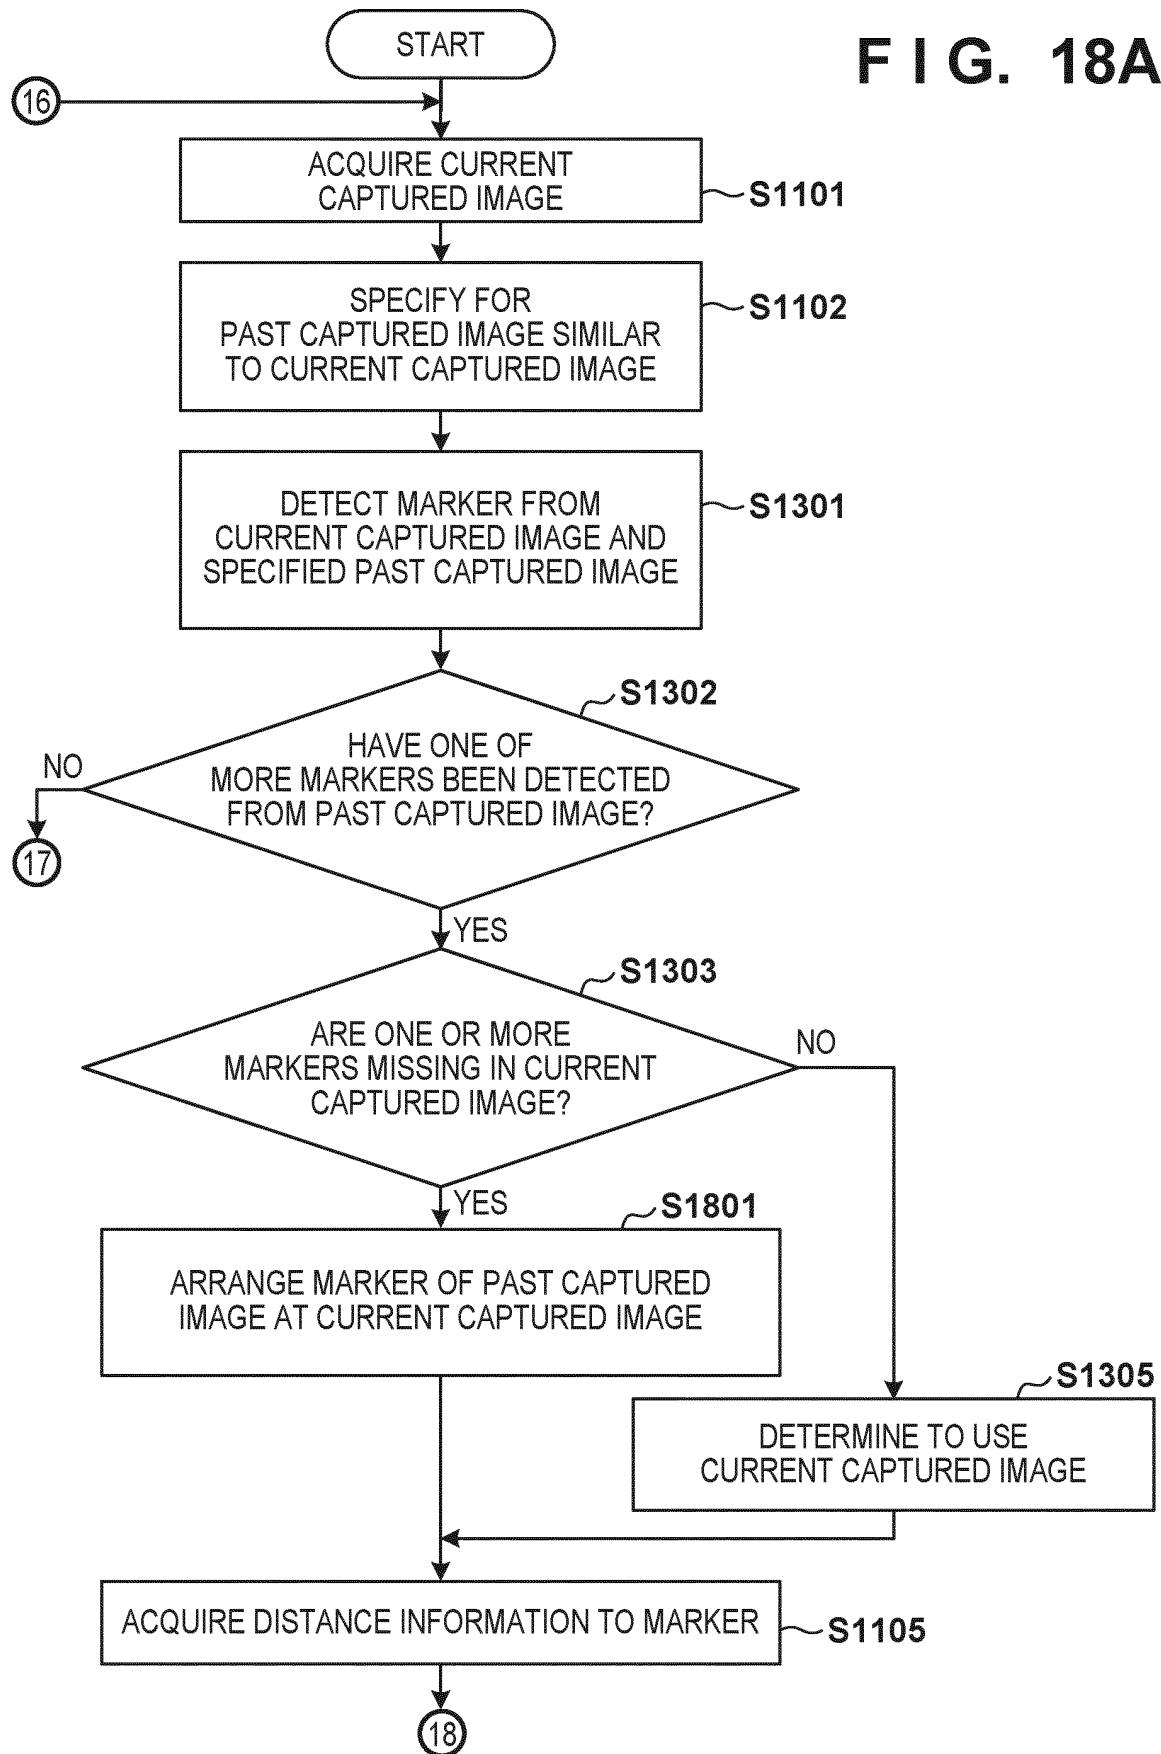 FIG. 18A
START
16
ACQUIRE CURRENT
CAPTURED IMAGE
S1101
SPECIFY FOR
PAST CAPTURED IMAGE SIMILAR
TO CURRENT CAPTURED IMAGE
S1102
DETECT MARKER FROM
CURRENT CAPTURED IMAGE AND
SPECIFIED PAST CAPTURED IMAGE
S1301
S1302
HAVE ONE OF
MORE MARKERS BEEN DETECTED
FROM PAST CAPTURED IMAGE?
NO
17
YES
S1303
ARE ONE OR MORE
MARKERS MISSING IN CURRENT
CAPTURED IMAGE?
NO
YES
S1801
ARRANGE MARKER OF PAST CAPTURED
IMAGE AT CURRENT CAPTURED IMAGE
S1305
DETERMINE TO USE
CURRENT CAPTURED IMAGE
ACQUIRE DISTANCE INFORMATION TO MARKER
S1105
18